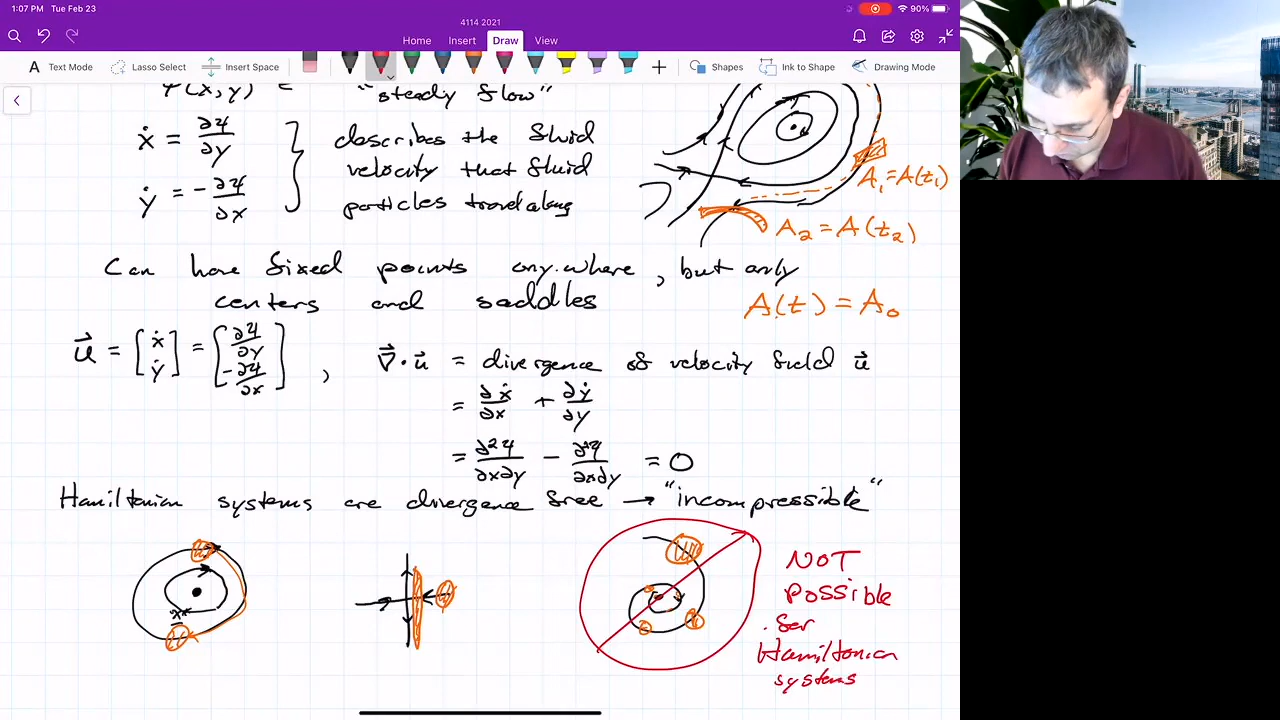 1:07 PM Tue Feb 23
90%
4114 2021
Home Insert Draw View
Text Mode Lasso Select Insert Space Shapes Ink to Shape Drawing Mode
Ψ(x,y) = "steady flow"
ẋ = ∂Ψ/∂y
ẏ = -∂Ψ/∂x
describes the fluid
velocity that fluid
particles travel along
A₁ = A(t₁)
A₂ = A(t₂)
Can have fixed points anywhere, but only
centers and saddles
A(t) = A₀
u⃗ = [ẋ ẏ] = [∂Ψ/∂y -∂Ψ/∂x] , ∇⃗·u⃗ = divergence of velocity field u⃗
= ∂ẋ/∂x + ∂ẏ/∂y
= ∂²Ψ/∂x∂y - ∂²Ψ/∂x∂y = 0
Hamiltonian systems are divergence free → "incompressible"
NOT
possible
for
Hamiltonian
systems